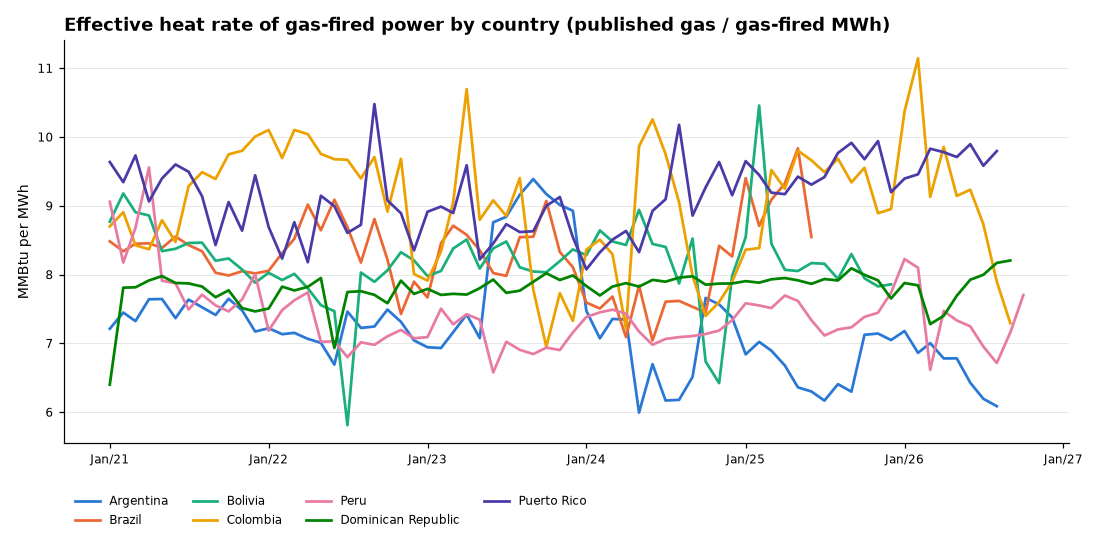 Effective heat rate of gas-fired power by country (published gas / gas-fired MWh)
MMBtu per MWh
11
10
9
8
7
6
Jan/21 Jan/22 Jan/23 Jan/24 Jan/25 Jan/26 Jan/27
Argentina Bolivia Peru Puerto Rico
Brazil Colombia Dominican Republic